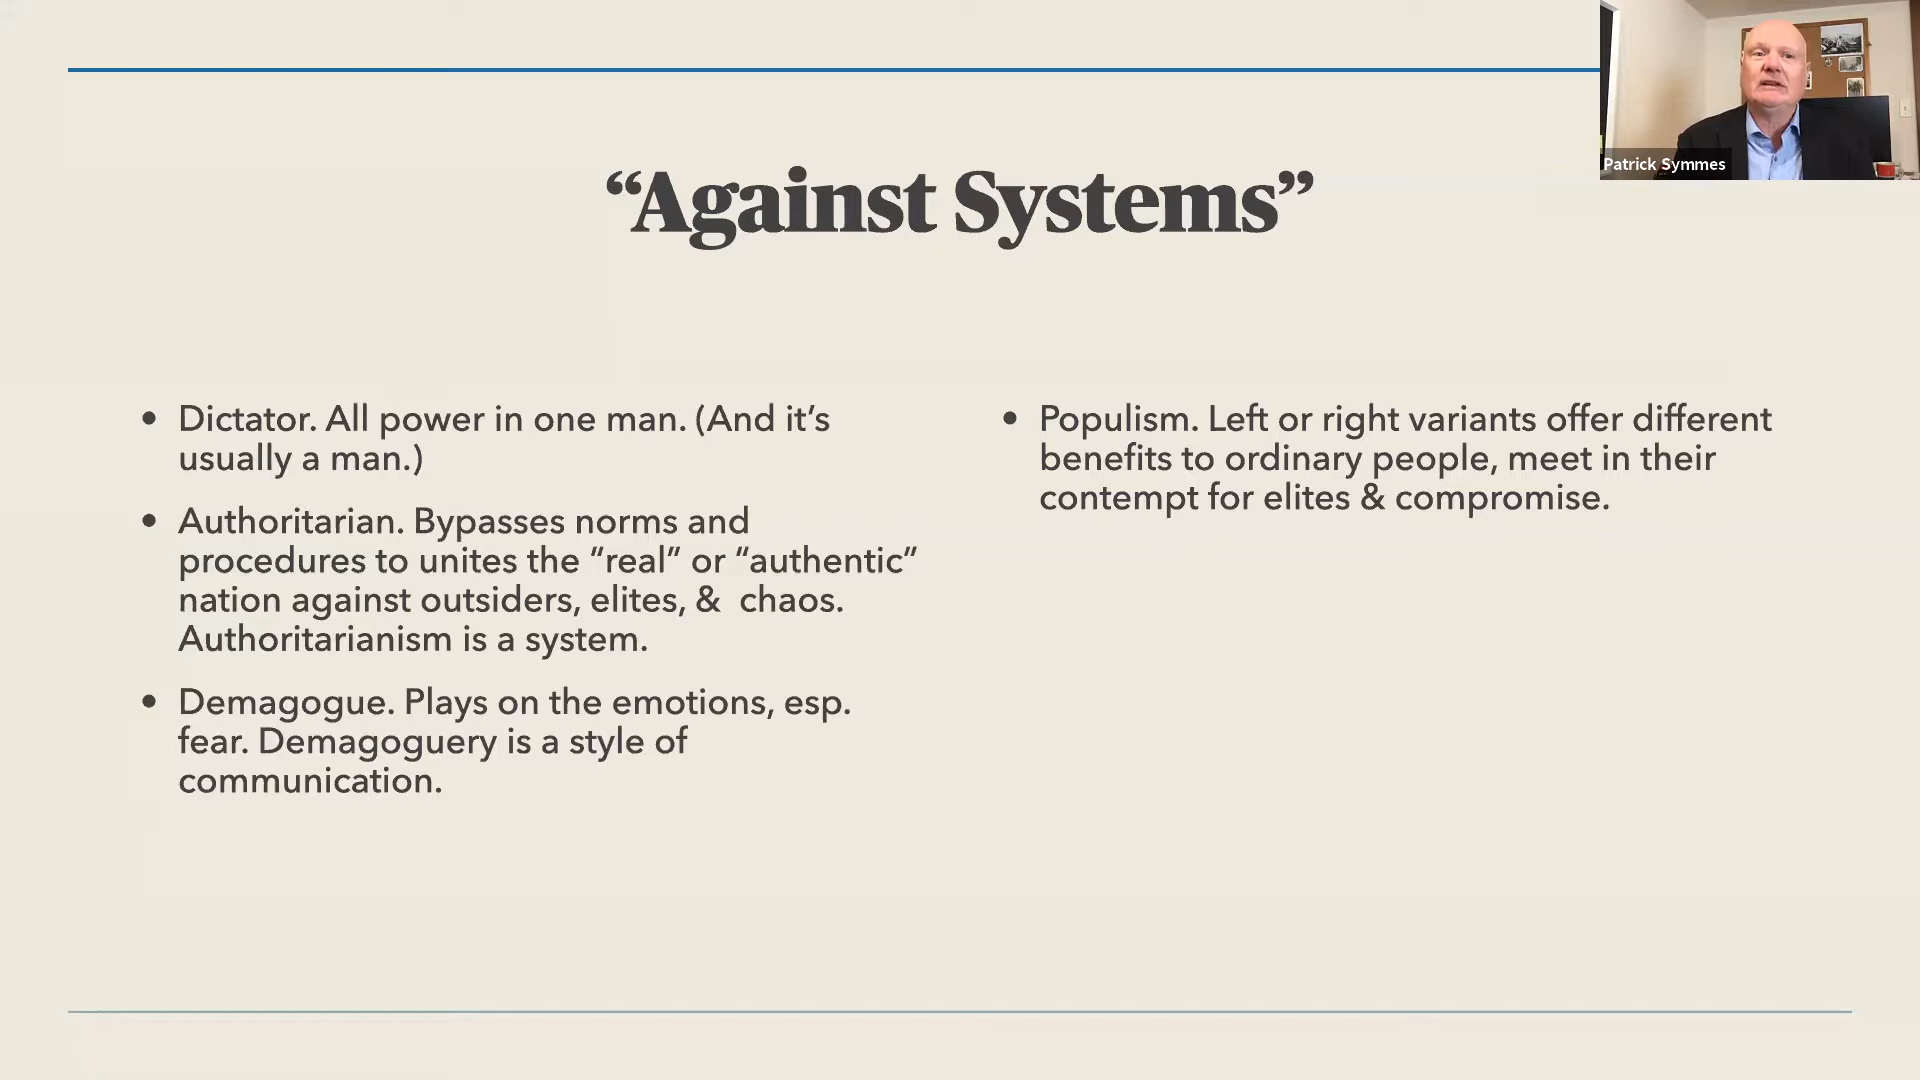 Patrick Symmes
“Against Systems”
• Dictator. All power in one man. (And it’s
usually a man.)
• Authoritarian. Bypasses norms and
procedures to unites the “real” or “authentic”
nation against outsiders, elites, &  chaos.
Authoritarianism is a system.
• Demagogue. Plays on the emotions, esp.
fear. Demagoguery is a style of
communication.
• Populism. Left or right variants offer different
benefits to ordinary people, meet in their
contempt for elites & compromise.